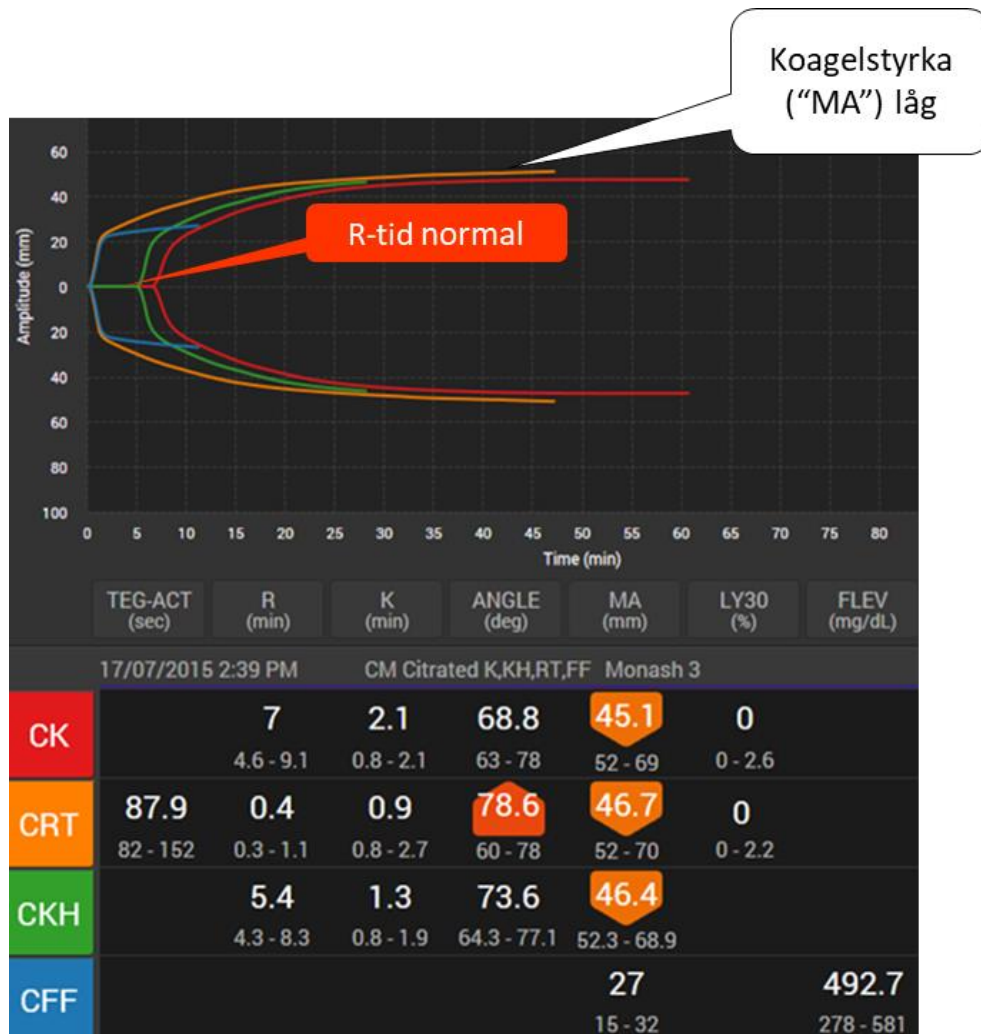 Koagelstyrka
(“MA”) låg
60
40
R-tid normal
20
Amplitude (mm)
0
20
40
60
80
100
0 5 10 15 20 25 30 35 40 45 50 55 60 65 70 75 80
Time (min)
TEG-ACT (sec) R (min) K (min) ANGLE (deg) MA (mm) LY30 (%) FLEV (mg/dL)
17/07/2015 2:39 PM CM Citrated K,KH,RT,FF Monash 3
CK 7 2.1 68.8 45.1 0
4.6 - 9.1 0.8 - 2.1 63 - 78 52 - 69 0 - 2.6
CRT 87.9 0.4 0.9 78.6 46.7 0
82 - 152 0.3 - 1.1 0.8 - 2.7 60 - 78 52 - 70 0 - 2.2
CKH 5.4 1.3 73.6 46.4
4.3 - 8.3 0.8 - 1.9 64.3 - 77.1 52.3 - 68.9
CFF 27 492.7
15 - 32 278 - 581